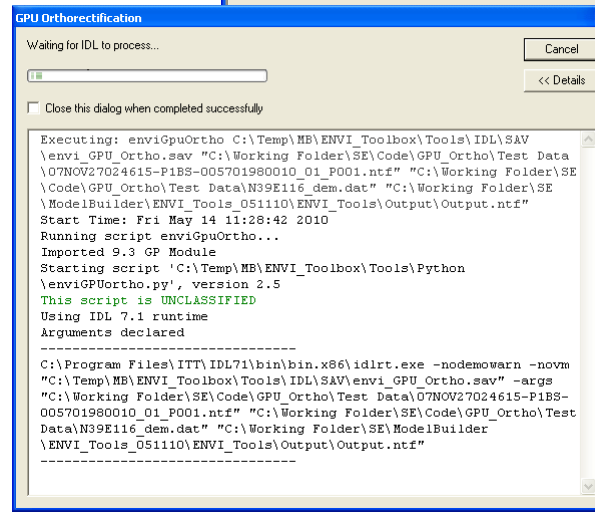 GPU Orthorectification
Waiting for IDL to process...
Cancel
<< Details
Close this dialog when completed successfully
Executing: enviGpuOrtho C:\Temp\MB\ENVI_Toolbox\Tools\IDL\SAV
\envi_GPU_Ortho.sav "C:\Working Folder\SE\Code\GPU_Ortho\Test Data
\07NOV27024615-P1BS-005701980010_01_P001.ntf" "C:\Working Folder\SE
\Code\GPU_Ortho\Test Data\N39E116_dem.dat" "C:\Working Folder\SE
\ModelBuilder\ENVI_Tools_051110\ENVI_Tools\Output\Output.ntf"
Start Time: Fri May 14 11:28:42 2010
Running script enviGpuOrtho...
Imported 9.3 GP Module
Starting script 'C:\Temp\MB\ENVI_Toolbox\Tools\Python
\enviGPUortho.py', version 2.5
This script is UNCLASSIFIED
Using IDL 7.1 runtime
Arguments declared
--------------------------------
C:\Program Files\ITT\IDL71\bin\bin.x86\idlrt.exe -nodemowarn -novm
"C:\Temp\MB\ENVI_Toolbox\Tools\IDL\SAV\envi_GPU_Ortho.sav" -args
"C:\Working Folder\SE\Code\GPU_Ortho\Test Data\07NOV27024615-P1BS-
005701980010_01_P001.ntf" "C:\Working Folder\SE\Code\GPU_Ortho\Test
Data\N39E116_dem.dat" "C:\Working Folder\SE\ModelBuilder
\ENVI_Tools_051110\ENVI_Tools\Output\Output.ntf"
--------------------------------